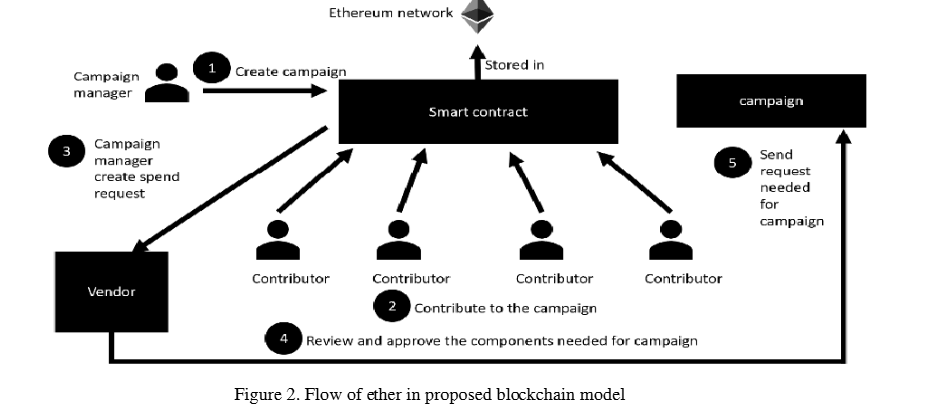 Ethereum network
Stored in
1
Create campaign
Campaign
manager
Smart contract
campaign
3
Campaign
manager
create spend
request
5
Send
request
needed
for
campaign
Contributor
Contributor
Contributor
Contributor
Vendor
2
Contribute to the campaign
4
Review and approve the components needed for campaign
Figure 2. Flow of ether in proposed blockchain model